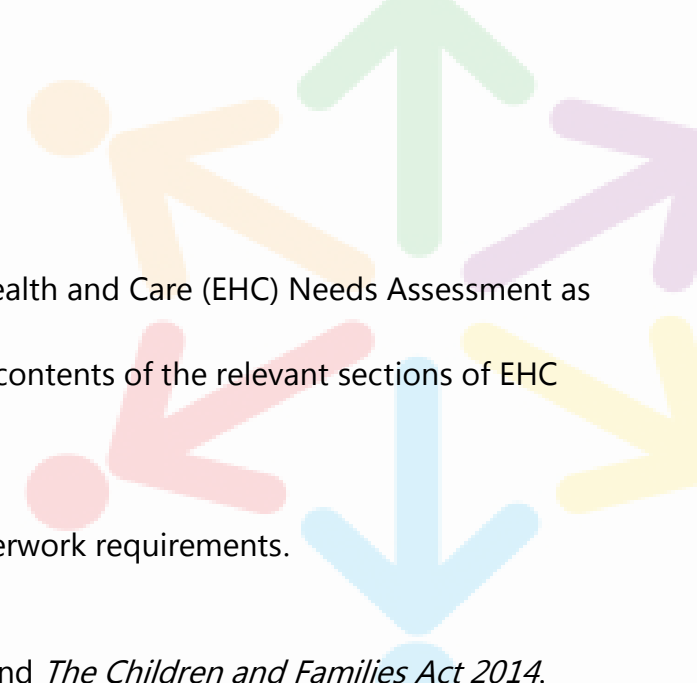 ealth and Care (EHC) Needs Assessment as
contents of the relevant sections of EHC
erwork requirements.
nd The Children and Families Act 2014.